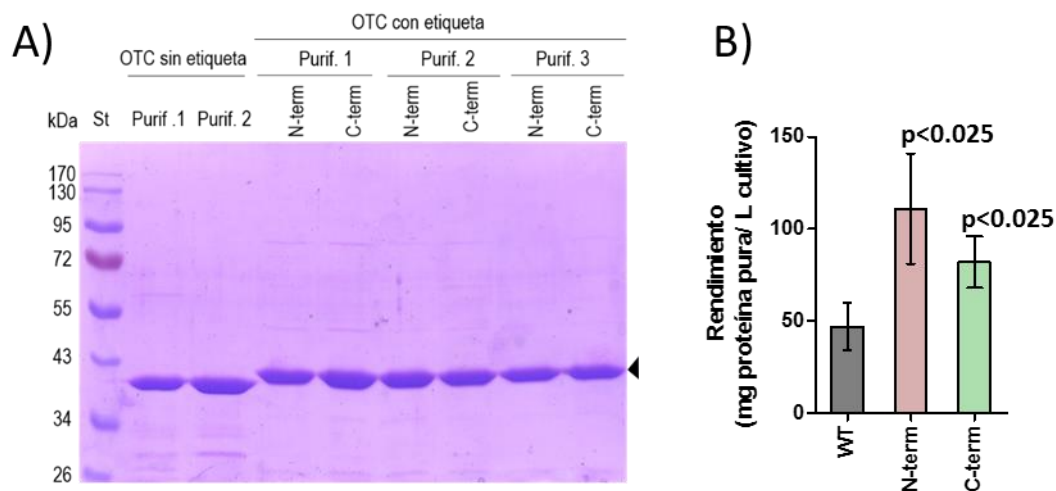 A)
OTC con etiqueta
OTC sin etiqueta
Purif. 1 Purif. 2 Purif. 3
kDa St Purif .1 Purif. 2 N-term C-term N-term C-term N-term C-term
170
130
95
72
55
43
34
26
B)
Rendimiento
(mg proteína pura/ L cultivo)
150
100
50
0
p<0.025
p<0.025
WT N-term C-term